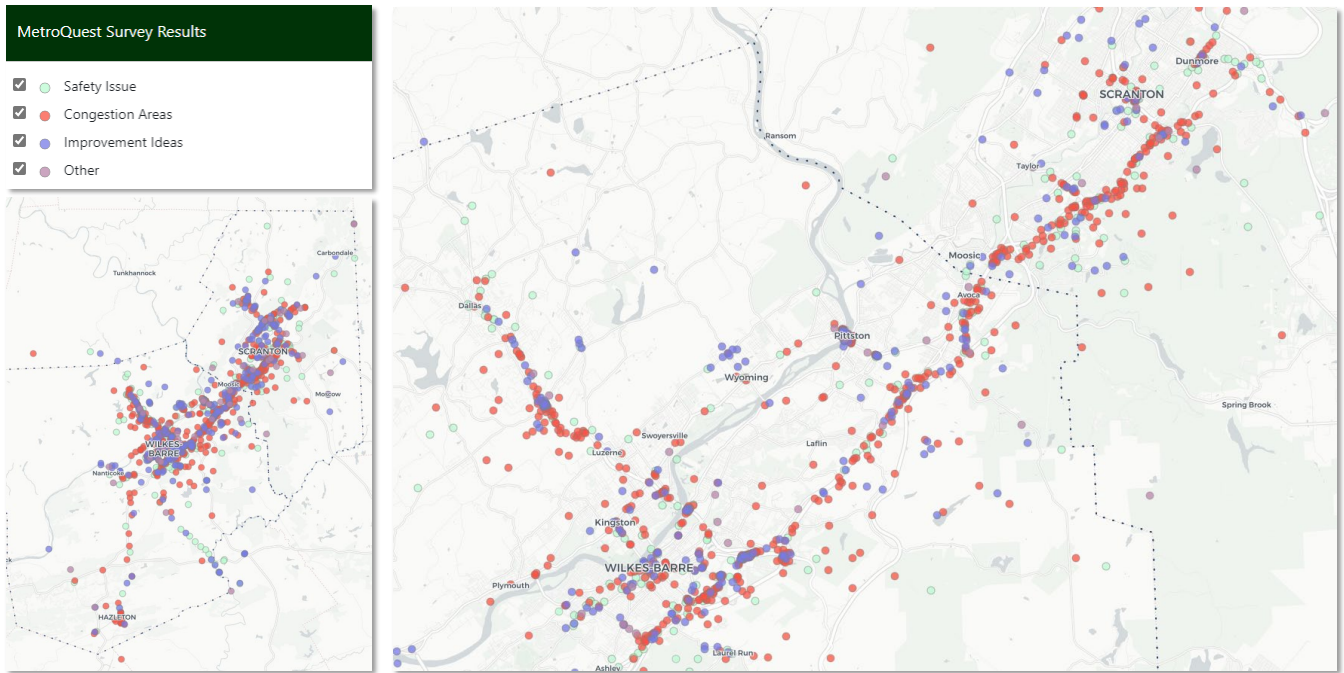 MetroQuest Survey Results
Safety Issue
Congestion Areas
Improvement Ideas
Other
Carbondale
Tunkhannock
SCRANTON
Moosic
Moscow
WILKES-
BARRE
Nanticoke
HAZLETON
Dunmore
SCRANTON
Ransom
Taylor
Moosic
Avoca
Dallas
Pittston
Wyoming
Spring Brook
Swoyersville
Laflin
Luzerne
Kingston
WILKES-BARRE
Plymouth
Laurel Run
Ashley